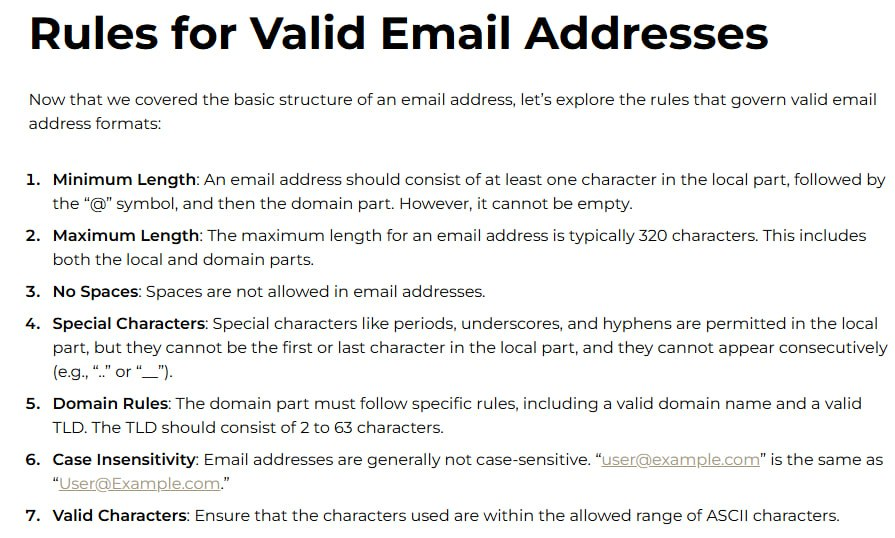 Rules for Valid Email Addresses
Now that we covered the basic structure of an email address, let’s explore the rules that govern valid email
address formats:
1. Minimum Length: An email address should consist of at least one character in the local part, followed by
the “@” symbol, and then the domain part. However, it cannot be empty.
2. Maximum Length: The maximum length for an email address is typically 320 characters. This includes
both the local and domain parts.
3. No Spaces: Spaces are not allowed in email addresses.
4. Special Characters: Special characters like periods, underscores, and hyphens are permitted in the local
part, but they cannot be the first or last character in the local part, and they cannot appear consecutively
(e.g., “..” or “__”).
5. Domain Rules: The domain part must follow specific rules, including a valid domain name and a valid
TLD. The TLD should consist of 2 to 63 characters.
6. Case Insensitivity: Email addresses are generally not case-sensitive. “user@example.com” is the same as
“User@Example.com.”
7. Valid Characters: Ensure that the characters used are within the allowed range of ASCII characters.